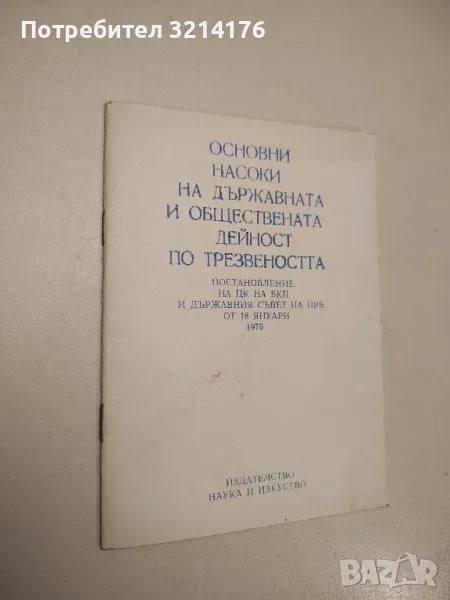 Потребител 3214176
ОСНОВНИ
НАСОКИ
НА ДЪРЖАВНАТА
И ОБЩЕСТВЕНАТА
ДЕЙНОСТ
ПО ТРЕЗВЕНОСТТА
ПОСТАНОВЛЕНИЕ
НА ЦК НА БКП
И ДЪРЖАВНИЯ СЪВЕТ НА НРБ
ОТ 18 ЯНУАРИ
1976
ИЗДАТЕЛСТВО
НАУКА И ИЗКУСТВО
BAZAR